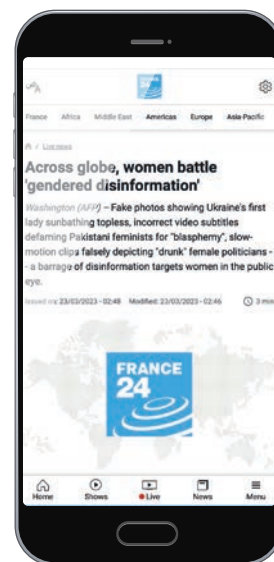 FRANCE
24
France Africa Middle East Americas Europe Asia-Pacific
/ Live news
Across globe, women battle
'gendered disinformation'
Washington (AFP) – Fake photos showing Ukraine's first
lady sunbathing topless, incorrect video subtitles
defaming Pakistani feminists for "blasphemy", slow-
motion clips falsely depicting "drunk" female politicians -
- a barrage of disinformation targets women in the public
eye.
Issued on: 23/03/2023 - 02:48 Modified: 23/03/2023 - 02:46 3 min
FRANCE
24
Home Shows Live News Menu